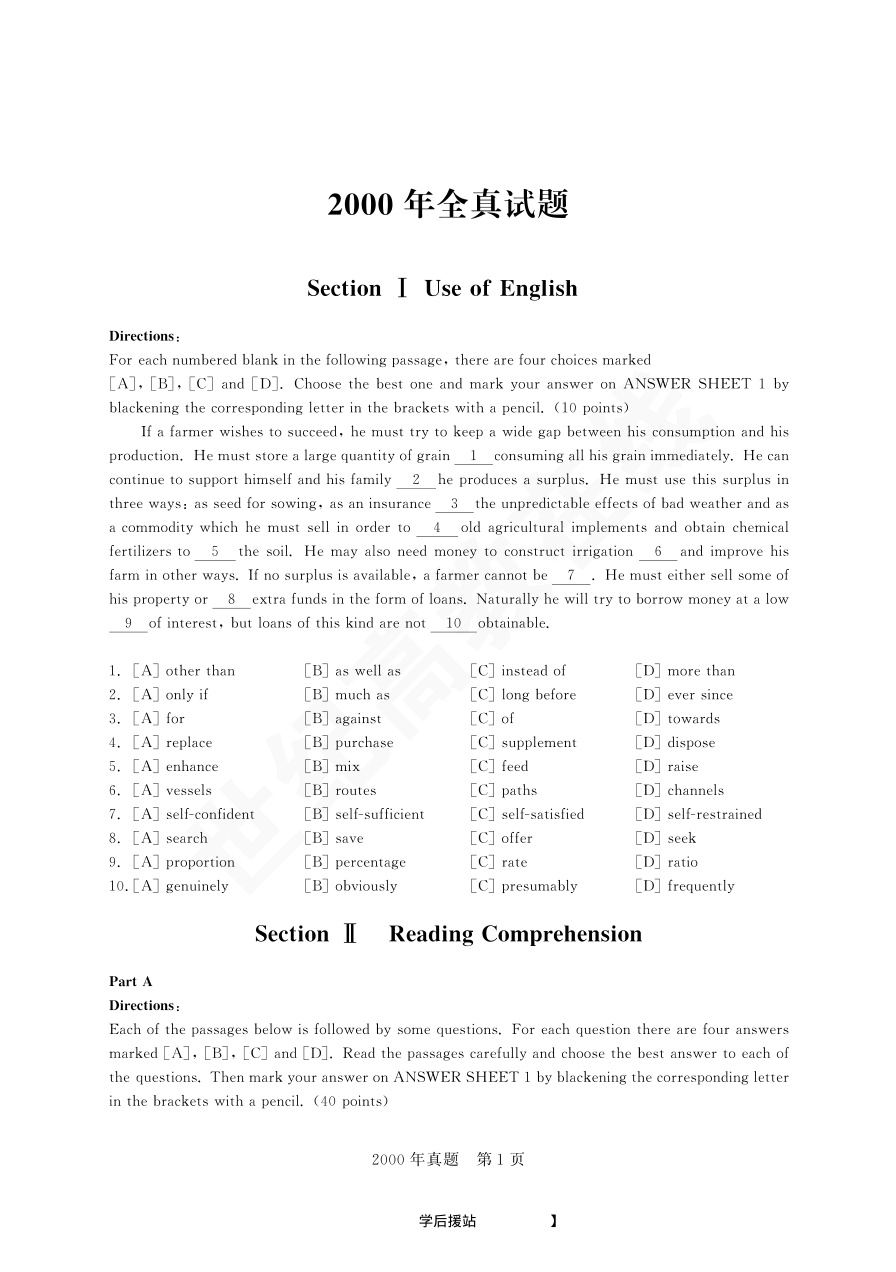 2000 年全真试题
Section Ⅰ Use of English
Directions：
For each numbered blank in the following passage，there are four choices marked
［A］，［B］，［C］ and ［D］. Choose the best one and mark your answer on ANSWER SHEET 1 by
blackening the corresponding letter in the brackets with a pencil.（10 points）
If a farmer wishes to succeed，he must try to keep a wide gap between his consumption and his
production. He must store a large quantity of grain 1 consuming all his grain immediately. He can
continue to support himself and his family 2 he produces a surplus. He must use this surplus in
three ways：as seed for sowing，as an insurance 3 the unpredictable effects of bad weather and as
a commodity which he must sell in order to 4 old agricultural implements and obtain chemical
fertilizers to 5 the soil. He may also need money to construct irrigation 6 and improve his
farm in other ways. If no surplus is available，a farmer cannot be 7 . He must either sell some of
his property or 8 extra funds in the form of loans. Naturally he will try to borrow money at a low
9 of interest，but loans of this kind are not 10 obtainable.
1. ［A］ other than ［B］ as well as ［C］ instead of ［D］ more than
2. ［A］ only if ［B］ much as ［C］ long before ［D］ ever since
3. ［A］ for ［B］ against ［C］ of ［D］ towards
4. ［A］ replace ［B］ purchase ［C］ supplement ［D］ dispose
5. ［A］ enhance ［B］ mix ［C］ feed ［D］ raise
6. ［A］ vessels ［B］ routes ［C］ paths ［D］ channels
7. ［A］ self-confident ［B］ self-sufficient ［C］ self-satisfied ［D］ self-restrained
8. ［A］ search ［B］ save ［C］ offer ［D］ seek
9. ［A］ proportion ［B］ percentage ［C］ rate ［D］ ratio
10.［A］ genuinely ［B］ obviously ［C］ presumably ［D］ frequently
Section Ⅱ Reading Comprehension
Part A
Directions：
Each of the passages below is followed by some questions. For each question there are four answers
marked［A］，［B］，［C］ and ［D］. Read the passages carefully and choose the best answer to each of
the questions. Then mark your answer on ANSWER SHEET 1 by blackening the corresponding letter
in the brackets with a pencil.（40 points）
2000 年真题 第 1 页
学后援站 】